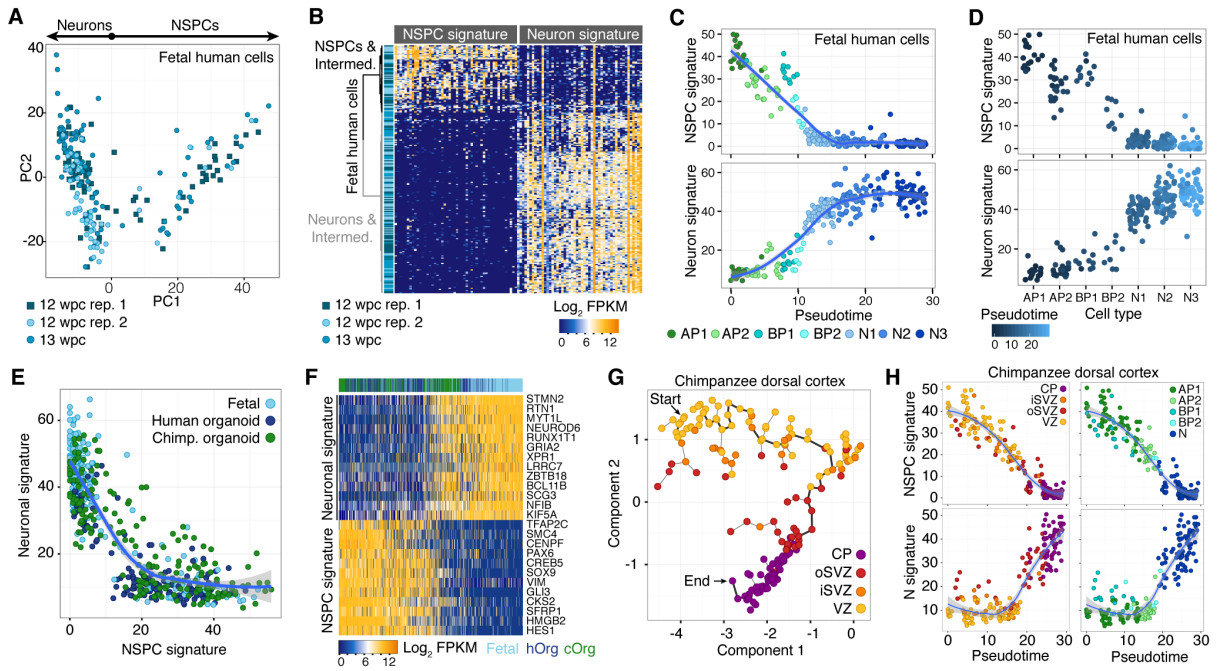 A
Neurons
NSPCs
Fetal human cells
40
20
0
-20
PC2
0
20
40
PC1
12 wpc rep. 1
12 wpc rep. 2
13 wpc
B
NSPC signature
Neuron signature
NSPCs &
Intermed.
Fetal human cells
Neurons &
Intermed.
12 wpc rep. 1
12 wpc rep. 2
13 wpc
Log2 FPKM
0 6 12
C
Fetal human cells
NSPC signature
50
40
30
20
10
0
Neuron signature
60
40
20
0 10 20 30
Pseudotime
AP1 AP2 BP1 BP2 N1 N2 N3
D
Fetal human cells
NSPC signature
50
40
30
20
10
0
Neuron signature
60
40
20
AP1 AP2 BP1 BP2 N1 N2 N3
Pseudotime
Cell type
0 10 20
E
Fetal
Human organoid
Chimp. organoid
Neuronal signature
60
40
20
0 20 40
NSPC signature
F
Neuronal signature
STMN2
RTN1
MYT1L
NEUROD6
RUNX1T1
GRIA2
XPR1
LRRC7
ZBTB18
BCL11B
SCG3
NFIB
KIF5A
NSPC signature
TFAP2C
SMC4
CENPF
PAX6
CREB5
SOX9
VIM
GLI3
CKS2
SFRP1
HMGB2
HES1
Log2 FPKM
0 6 12
Fetal hOrg cOrg
G
Chimpanzee dorsal cortex
Start
End
Component 2
1
0
-1
CP
oSVZ
iSVZ
VZ
-4 -3 -2 -1 0
Component 1
H
Chimpanzee dorsal cortex
CP
iSVZ
oSVZ
VZ
AP1
AP2
BP1
BP2
N
NSPC signature
50
40
30
20
10
0
N signature
50
40
30
20
10
0 10 20 30
0 10 20 30
Pseudotime
Pseudotime